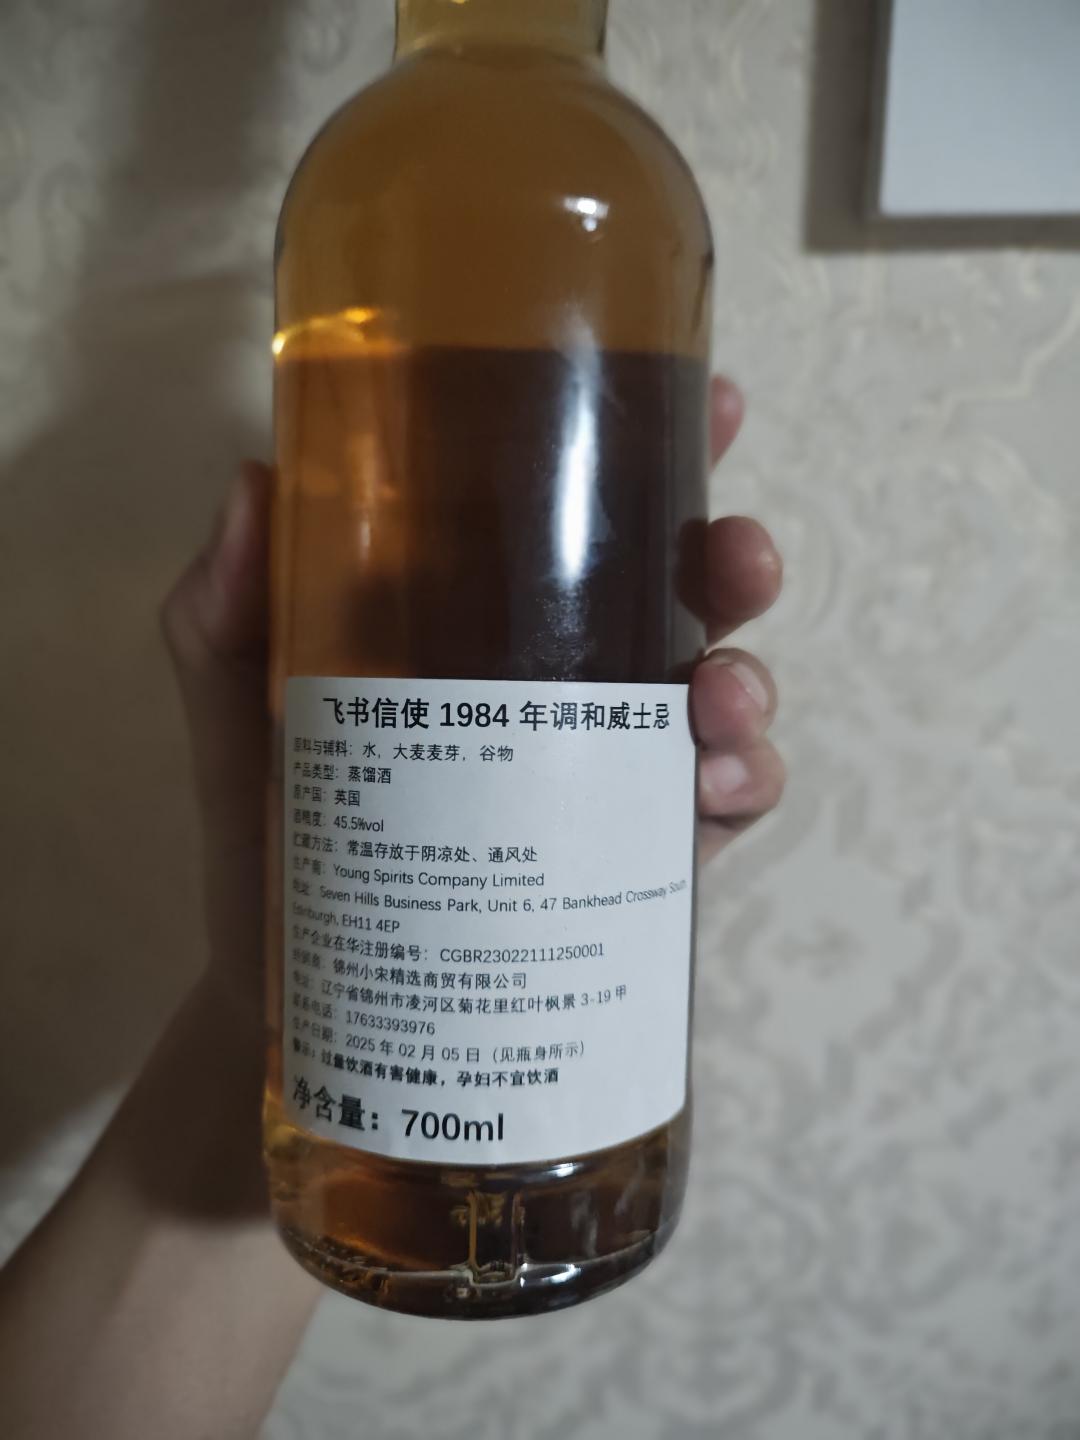 飞书信使 1984 年调和威士忌
原料与辅料：水，大麦麦芽，谷物
产品类型：蒸馏酒
原产国：英国
酒精度：45.5%vol
贮藏方法：常温存放于阴凉处、通风处
生产商：Young Spirits Company Limited
地址：Seven Hills Business Park, Unit 6, 47 Bankhead Crossway South
Edinburgh, EH11 4EP
生产企业在华注册编号：CGBR23022111250001
经销商：锦州小宋精选商贸有限公司
地址：辽宁省锦州市凌河区菊花里红叶枫景 3-19 甲
联系电话：17633393976
生产日期：2025 年 02 月 05 日（见瓶身所示）
警示：过量饮酒有害健康，孕妇不宜饮酒
净含量：700ml